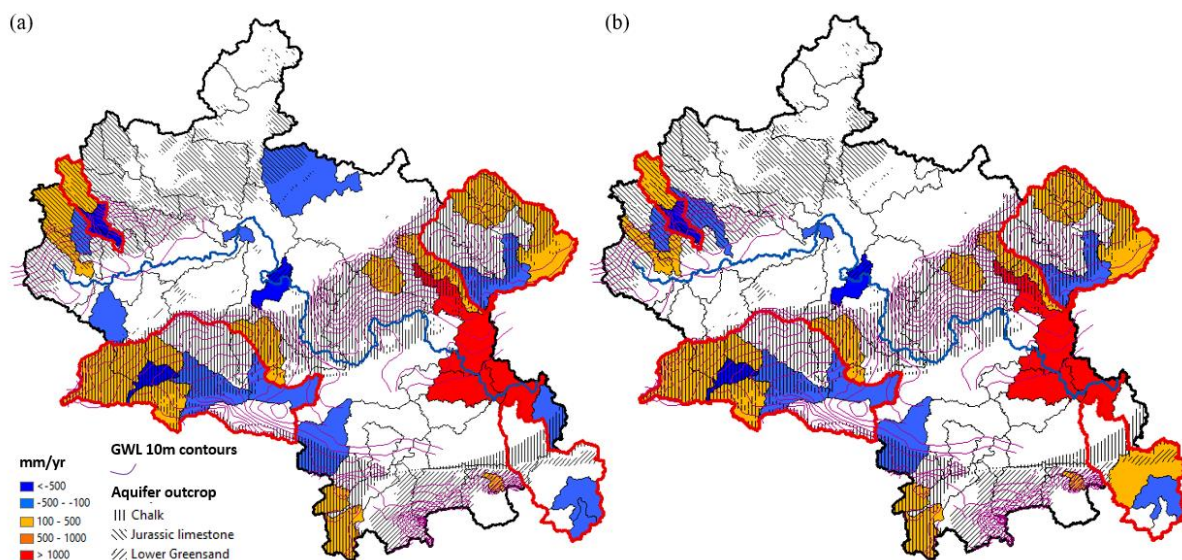 (a)
(b)
mm/yr
<-500
-500 - -100
100 - 500
500 - 1000
> 1000
GWL 10m contours
Aquifer outcrop
Chalk
Jurassic limestone
Lower Greensand